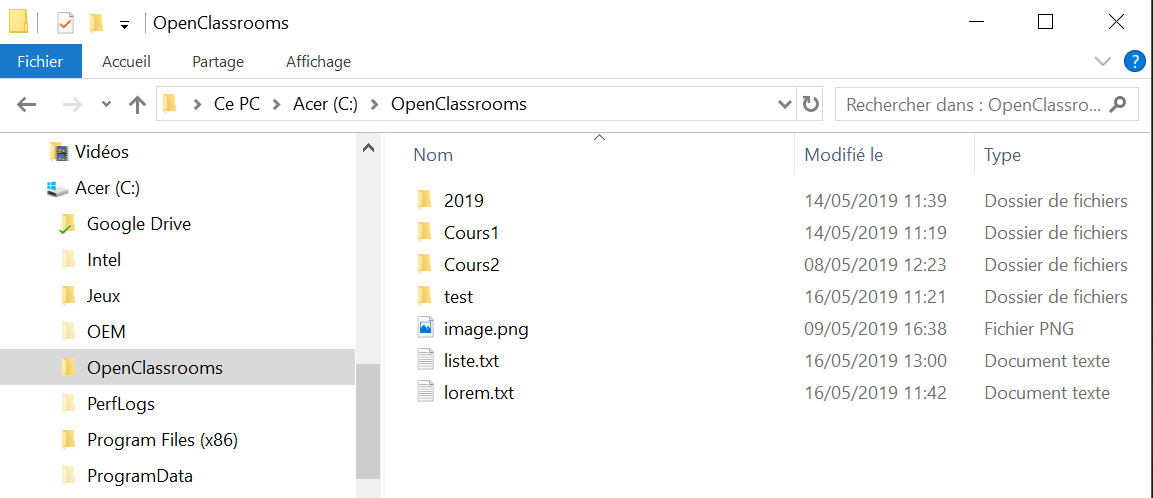 OpenClassrooms
Fichier Accueil Partage Affichage ?
Ce PC > Acer (C:) > OpenClassrooms Rechercher dans : OpenClassro...
Vidéos
Acer (C:)
Google Drive
Intel
Jeux
OEM
OpenClassrooms
PerfLogs
Program Files (x86)
ProgramData
Nom Modifié le Type
2019 14/05/2019 11:39 Dossier de fichiers
Cours1 14/05/2019 11:19 Dossier de fichiers
Cours2 08/05/2019 12:23 Dossier de fichiers
test 16/05/2019 11:21 Dossier de fichiers
image.png 09/05/2019 16:38 Fichier PNG
liste.txt 16/05/2019 13:00 Document texte
lorem.txt 16/05/2019 11:42 Document texte